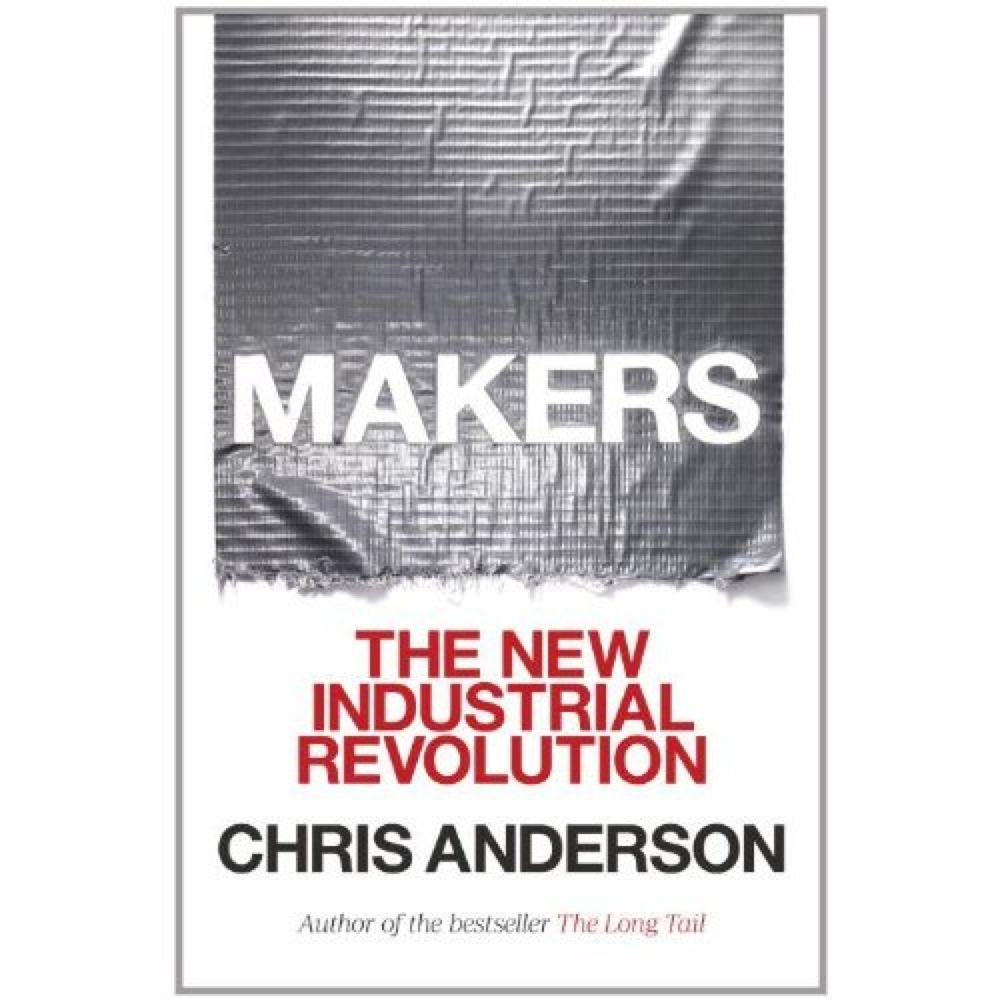 MAKERS
THE NEW
INDUSTRIAL
REVOLUTION
CHRIS ANDERSON
Author of the bestseller The Long Tail